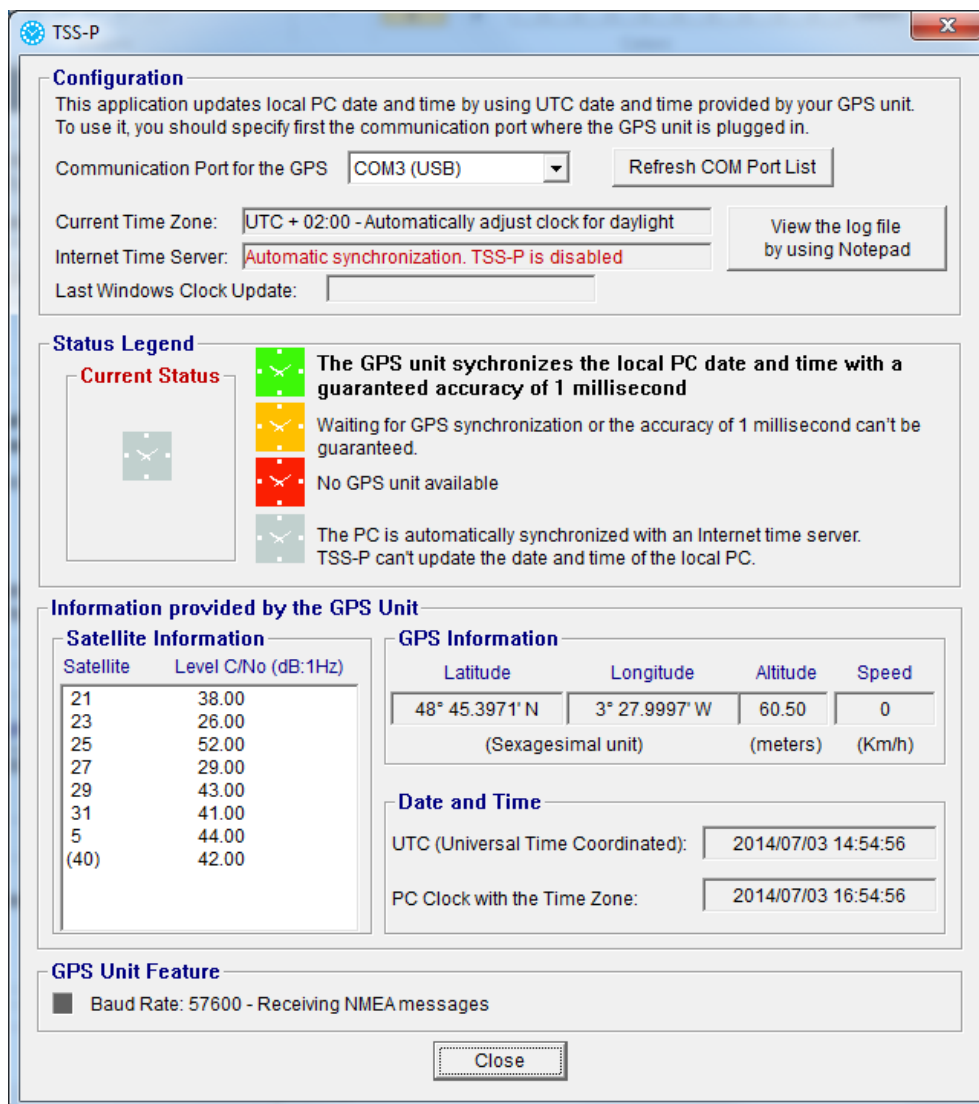 TSS-P
Configuration
This application updates local PC date and time by using UTC date and time provided by your GPS unit.
To use it, you should specify first the communication port where the GPS unit is plugged in.
Communication Port for the GPS COM3 (USB) Refresh COM Port List
Current Time Zone: UTC + 02:00 - Automatically adjust clock for daylight
View the log file
by using Notepad
Internet Time Server: Automatic synchronization. TSS-P is disabled
Last Windows Clock Update:
Status Legend
Current Status
The GPS unit sychronizes the local PC date and time with a
guaranteed accuracy of 1 millisecond
Waiting for GPS synchronization or the accuracy of 1 millisecond can't be
guaranteed.
No GPS unit available
The PC is automatically synchronized with an Internet time server.
TSS-P can't update the date and time of the local PC.
Information provided by the GPS Unit
Satellite Information
Satellite Level C/No (dB:1Hz)
21 38.00
23 26.00
25 52.00
27 29.00
29 43.00
31 41.00
5 44.00
(40) 42.00
GPS Information
Latitude Longitude Altitude Speed
48° 45.3971' N 3° 27.9997' W 60.50 0
(Sexagesimal unit) (meters) (Km/h)
Date and Time
UTC (Universal Time Coordinated): 2014/07/03 14:54:56
PC Clock with the Time Zone: 2014/07/03 16:54:56
GPS Unit Feature
Baud Rate: 57600 - Receiving NMEA messages
Close